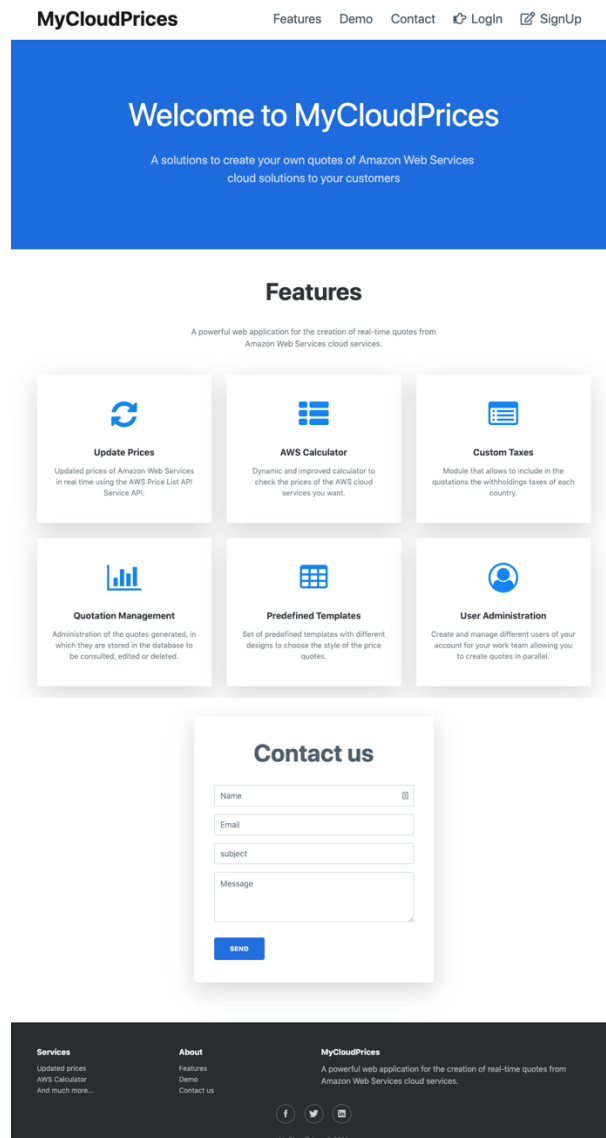 MyCloudPrices
Features Demo Contact LogIn SignUp
Welcome to MyCloudPrices
A solutions to create your own quotes of Amazon Web Services
cloud solutions to your customers
Features
A powerful web application for the creation of real-time quotes from
Amazon Web Services cloud services.
Update Prices
Updated prices of Amazon Web Services
in real time using the AWS Price List API
Service API.
AWS Calculator
Dynamic and improved calculator to
check the prices of the AWS cloud
services you want.
Custom Taxes
Module that allows to include in the
quotations the withholdings taxes of each
country.
Quotation Management
Administration of the quotes generated, in
which they are stored in the database to
be consulted, edited or deleted.
Predefined Templates
Set of predefined templates with different
designs to choose the style of the price
quotes.
User Administration
Create and manage different users of your
account for your work team allowing you
to create quotes in parallel.
Contact us
Name
Email
subject
Message
SEND
Services
Updated prices
AWS Calculator
And much more...
About
Features
Demo
Contact us
MyCloudPrices
A powerful web application for the creation of real-time quotes from
Amazon Web Services cloud services.